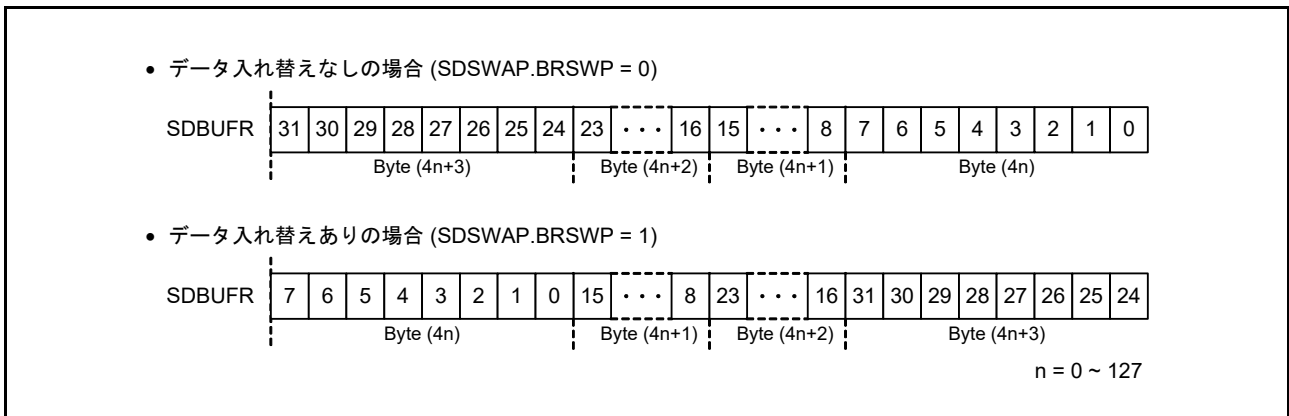 • データ入れ替えなしの場合 (SDSWAP.BRSWP = 0)
SDBUFR 31 30 29 28 27 26 25 24 23 ・・・ 16 15 ・・・ 8 7 6 5 4 3 2 1 0
Byte (4n+3) Byte (4n+2) Byte (4n+1) Byte (4n)
• データ入れ替えありの場合 (SDSWAP.BRSWP = 1)
SDBUFR 7 6 5 4 3 2 1 0 15 ・・・ 8 23 ・・・ 16 31 30 29 28 27 26 25 24
Byte (4n) Byte (4n+1) Byte (4n+2) Byte (4n+3)
n = 0 ~ 127